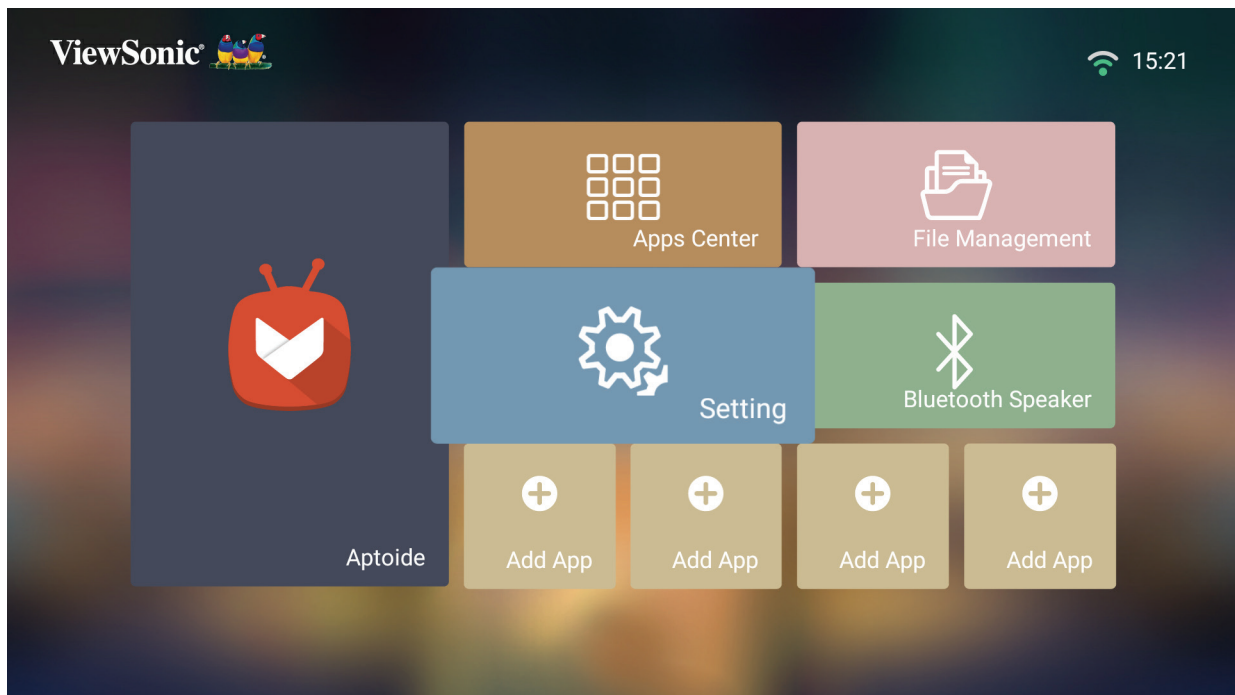 ViewSonic®
15:21
Apps Center
File Management
Setting
Bluetooth Speaker
Aptoide
Add App
Add App
Add App
Add App